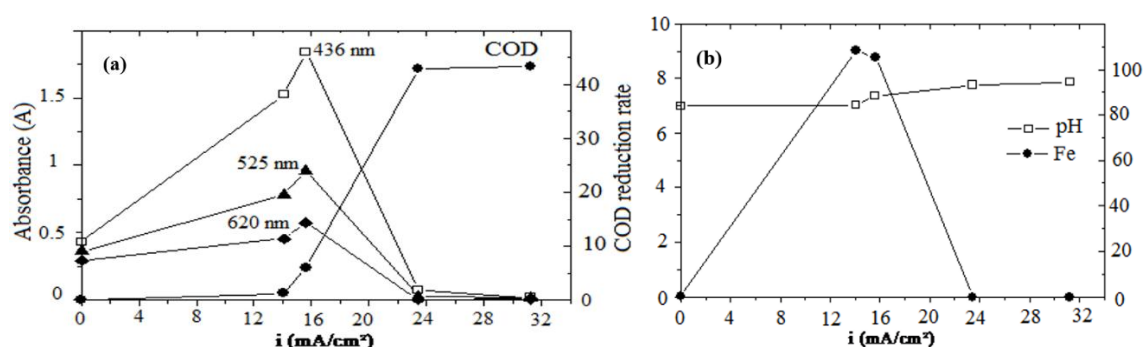 (a)
COD
436 nm
525 nm
620 nm
Absorbance (A)
1.5
1
0.5
0
40
30
20
10
0
COD reduction rate
0 4 8 12 16 20 24 28 32
i (mA/cm²)
(b)
10
8
6
4
2
0
100
80
60
40
20
0
pH
Fe
0 4 8 12 16 20 24 28 32
i (mA/cm²)